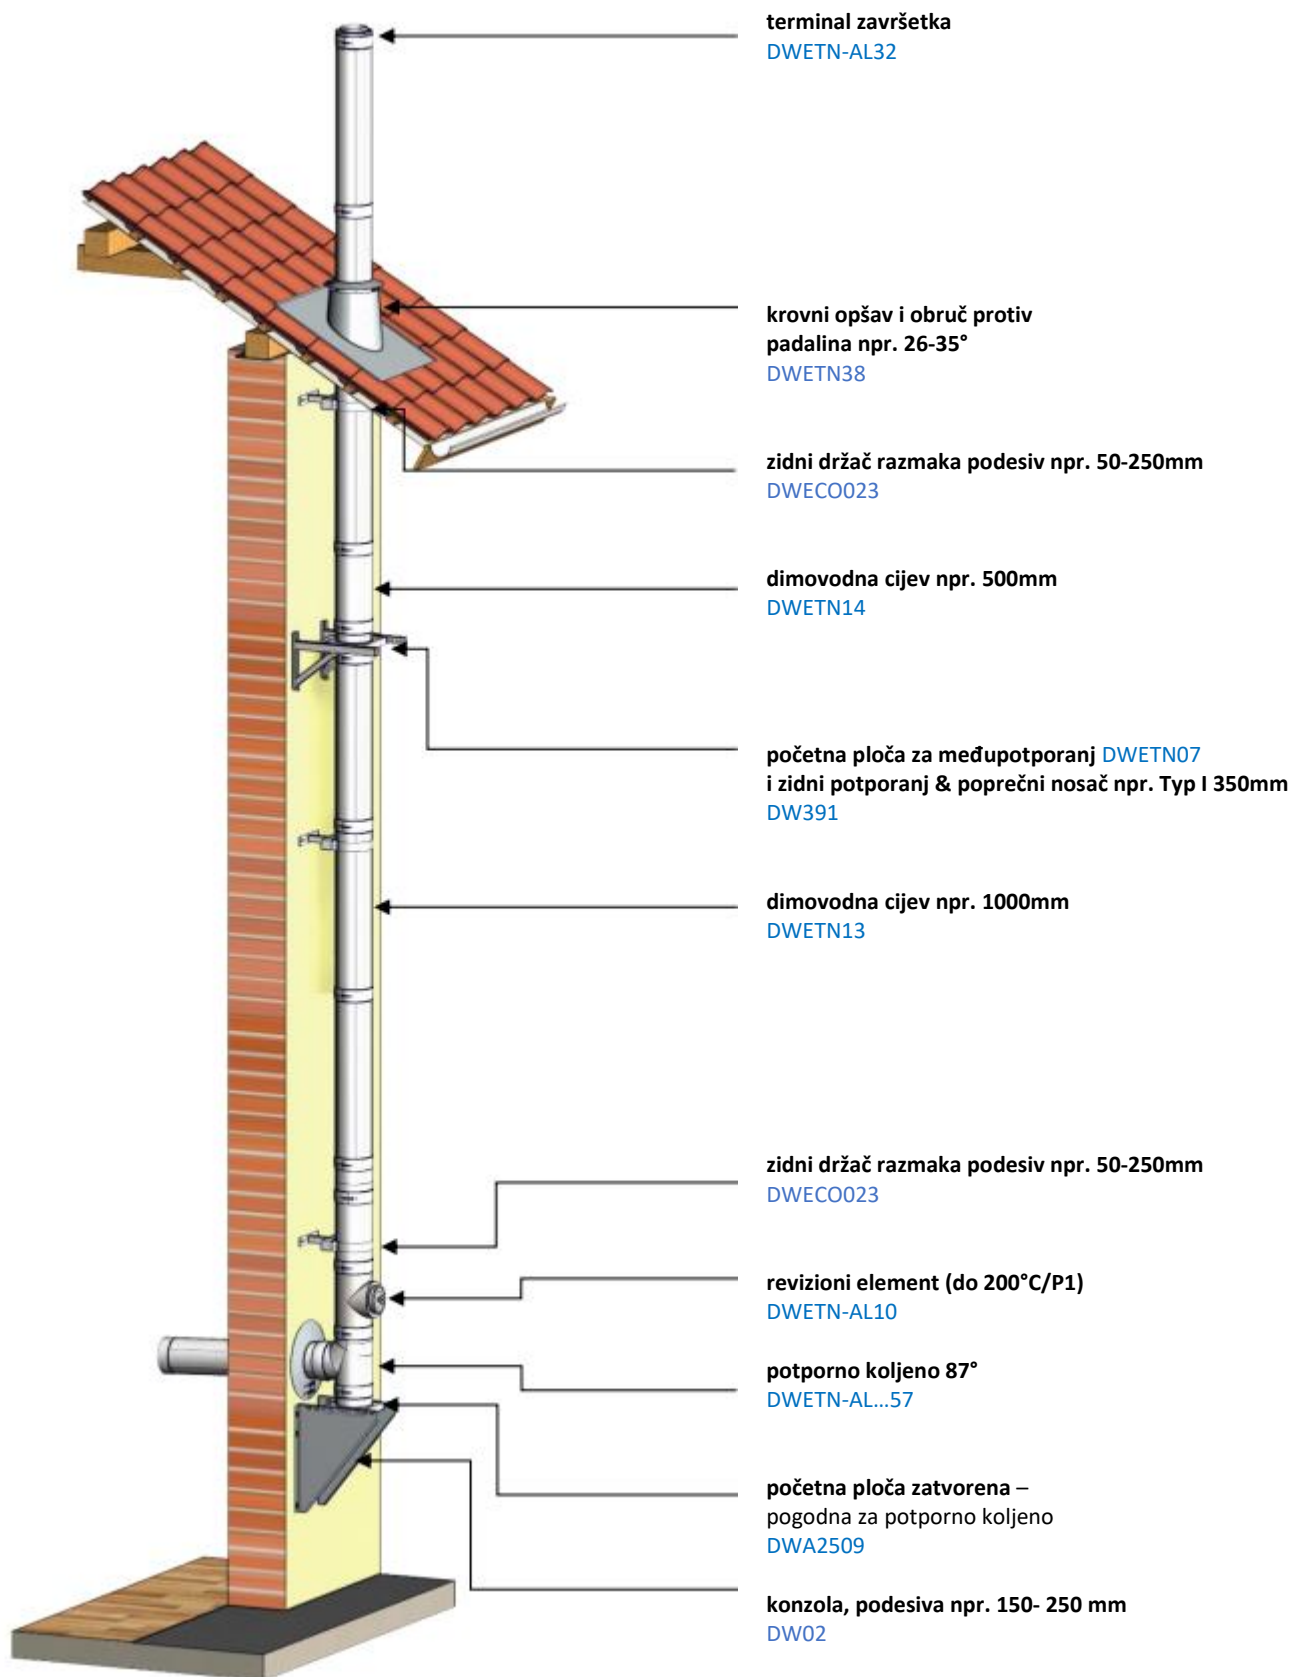 terminal završetka
DWETN-AL32
krovni opšav i obruč protiv
padalina npr. 26-35°
DWETN38
zidni držač razmaka podesiv npr. 50-250mm
DWECO023
dimovodna cijev npr. 500mm
DWETN14
početna ploča za međupotporanj DWETN07
i zidni potporanj & poprečni nosač npr. Typ I 350mm
DW391
dimovodna cijev npr. 1000mm
DWETN13
zidni držač razmaka podesiv npr. 50-250mm
DWECO023
revizioni element (do 200°C/P1)
DWETN-AL10
potporno koljeno 87°
DWETN-AL...57
početna ploča zatvorena –
pogodna za potporno koljeno
DWA2509
konzola, podesiva npr. 150- 250 mm
DW02